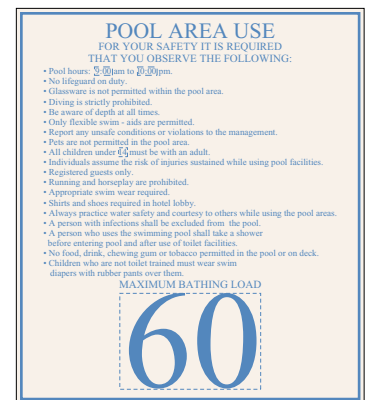 POOL AREA USE
FOR YOUR SAFETY IT IS REQUIRED
THAT YOU OBSERVE THE FOLLOWING:
• Pool hours: 9:00am to 10:00pm.
• No lifeguard on duty.
• Glassware is not permitted within the pool area.
• Diving is strictly prohibited.
• Be aware of depth at all times.
• Only flexible swim - aids are permitted.
• Report any unsafe conditions or violations to the management.
• Pets are not permitted in the pool area.
• All children under 14 must be with an adult.
• Individuals assume the risk of injuries sustained while using pool facilities.
• Registered guests only.
• Running and horseplay are prohibited.
• Appropriate swim wear required.
• Shirts and shoes required in hotel lobby.
• Always practice water safety and courtesy to others while using the pool areas.
• A person with infections shall be excluded from the pool.
• A person who uses the swimming pool shall take a shower
before entering pool and after use of toilet facilities.
• No food, drink, chewing gum or tobacco permitted in the pool or on deck.
• Children who are not toilet trained must wear swim
diapers with rubber pants over them.
MAXIMUM BATHING LOAD
60